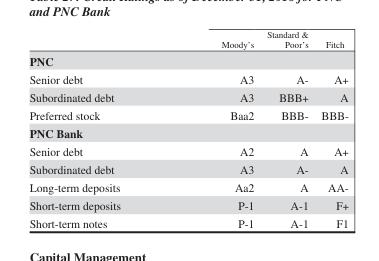 and PNC Bank
Standard &
Moody's Poor's Fitch
PNC
Senior debt A3 A- A+
Subordinated debt A3 BBB+ A
Preferred stock Baa2 BBB- BBB-
PNC Bank
Senior debt A2 A A+
Subordinated debt A3 A- A
Long-term deposits Aa2 A AA-
Short-term deposits P-1 A-1 F+
Short-term notes P-1 A-1 F1
Capital Management